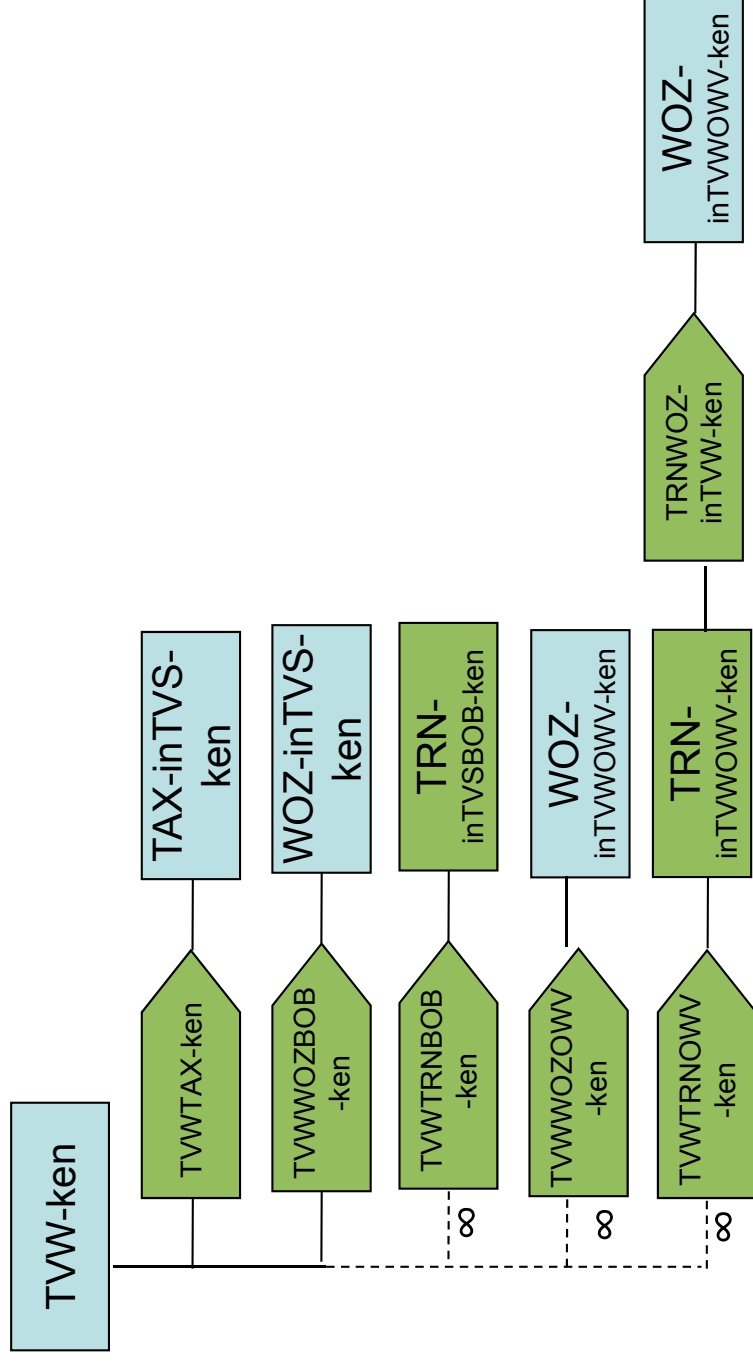 TVW-ken
TVWTAX-ken
TAX-inTVS-
ken
TVWWOZBOB
-ken
WOZ-inTVS-
ken
TVWTRNBOB
-ken
TRN-
inTVSBOB-ken
∞
TVWWOZOWV
-ken
WOZ-
inTVWOWV-ken
∞
TVWTRNOWV
-ken
TRN-
inTVWOWV-ken
TRNWOZ-
inTVW-ken
WOZ-
inTVWOWV-ken
∞